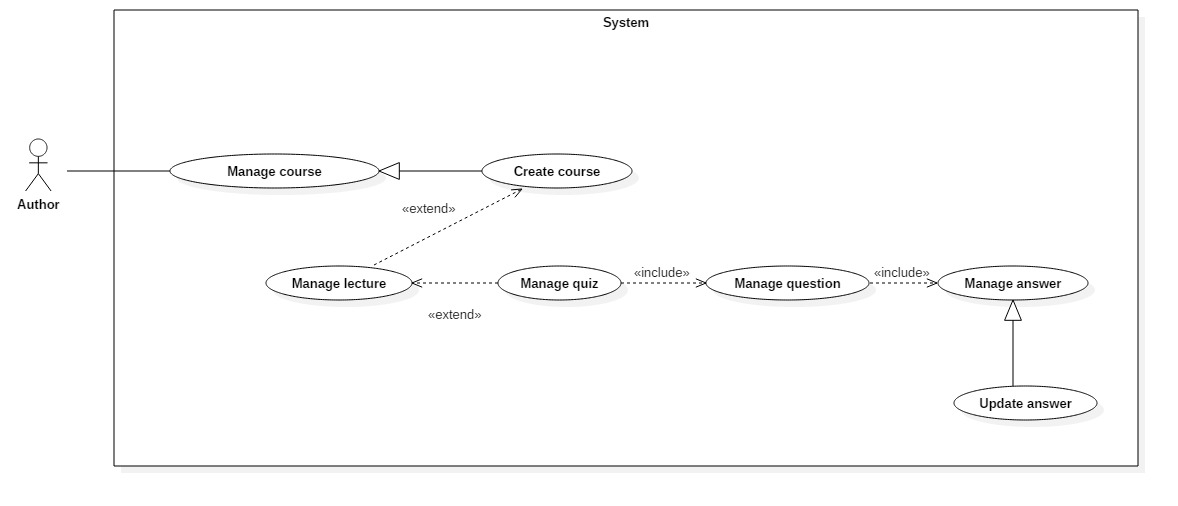 System
Author
Manage course
Create course
«extend»
Manage lecture
Manage quiz
«include»
Manage question
«include»
Manage answer
«extend»
Update answer